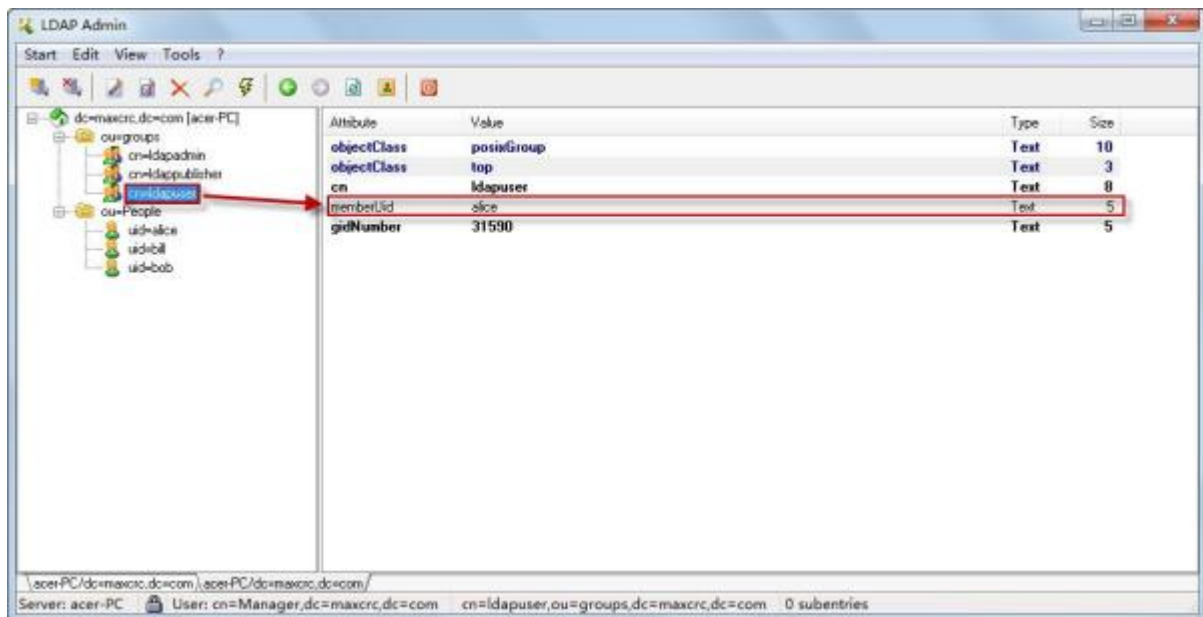 LDAP Admin
Start Edit View Tools ?
dc=maxcrc,dc=com [acer-PC]
ou=groups
cn=ldapadmin
cn=ldappublisher
cn=ldapuser
ou=People
uid=alice
uid=bill
uid=bob
Attribute Value Type Size
objectClass posixGroup Text 10
objectClass top Text 3
cn ldapuser Text 8
memberUid alice Text 5
gidNumber 31590 Text 5
\acer-PC/dc=maxcrc,dc=com\acer-PC/dc=maxcrc,dc=com/
Server: acer-PC User: cn=Manager,dc=maxcrc,dc=com cn=ldapuser,ou=groups,dc=maxcrc,dc=com 0 subentries